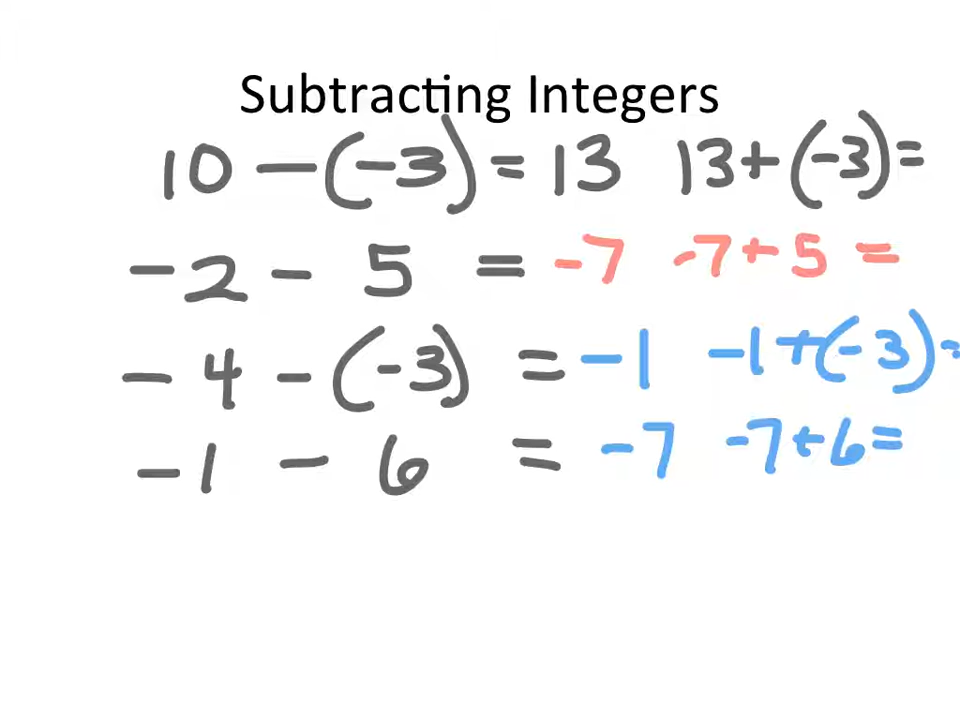 Subtracting Integers
10 - (-3) = 13 13 + (-3) =
-2 - 5 = -7 -7 + 5 =
-4 - (-3) = -1 -1 + (-3) =
-1 - 6 = -7 -7 + 6 =